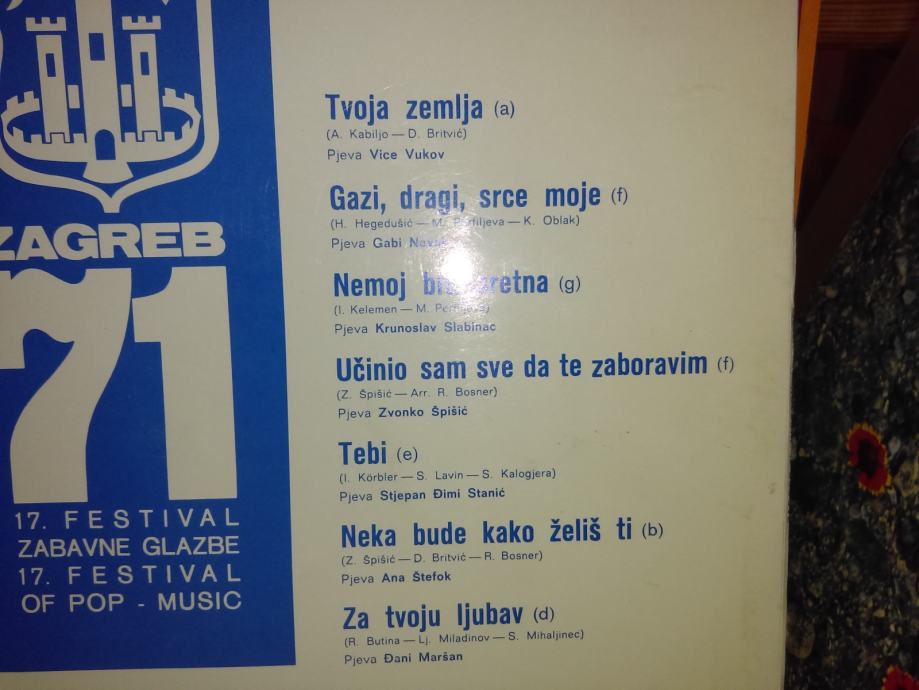 ZAGREB
71
17. FESTIVAL
ZABAVNE GLAZBE
17. FESTIVAL
OF POP - MUSIC
Tvoja zemlja (a)
(A. Kabiljo — D. Britvić)
Pjeva Vice Vukov
Gazi, dragi, srce moje (f)
(H. Hegedušić — M. — K. Oblak)
Pjeva Gabi
Nemoj (g)
(I. Kelemen — M.
Pjeva Krunoslav Slabinac
Učinio sam sve da te zaboravim (f)
(Z. Špišić — Arr. R. Bosner)
Pjeva Zvonko Špišić
Tebi (e)
(I. Körbler — S. Lavin — S. Kalogjera)
Pjeva Stjepan Đimi Stanić
Neka bude kako želiš ti (b)
(Z. Špišić — D. Britvić — R. Bosner)
Pjeva Ana Štefok
Za tvoju ljubav (d)
(R. Butina — Lj. Miladinov — S. Mihaljinec)
Pjeva Đani Maršan